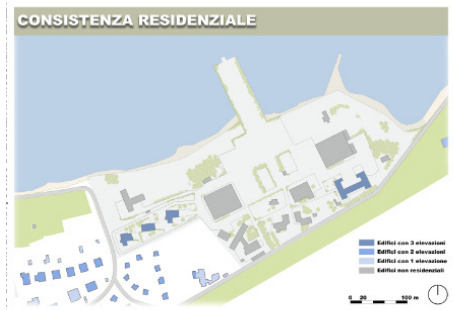 CONSISTENZA RESIDENZIALE
Edifici con 3 elevazioni
Edifici con 2 elevazioni
Edifici con 1 elevazione
Edifici non residenziali
0 20 100 m